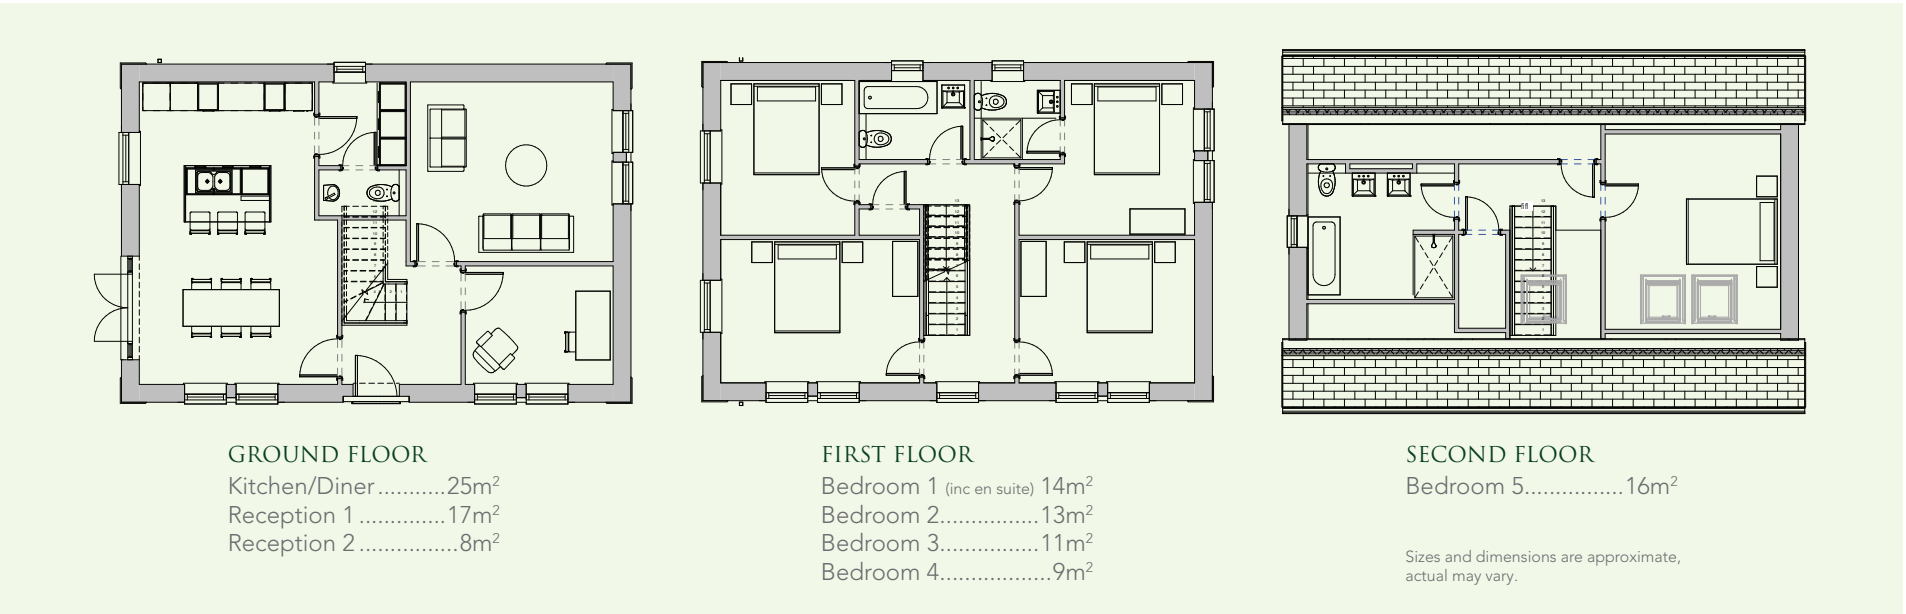 GROUND FLOOR
Kitchen/Diner..........25m²
Reception 1..............17m²
Reception 2................8m²
FIRST FLOOR
Bedroom 1 (inc en suite) 14m²
Bedroom 2................13m²
Bedroom 3................11m²
Bedroom 4..................9m²
SECOND FLOOR
Bedroom 5................16m²
Sizes and dimensions are approximate,
actual may vary.